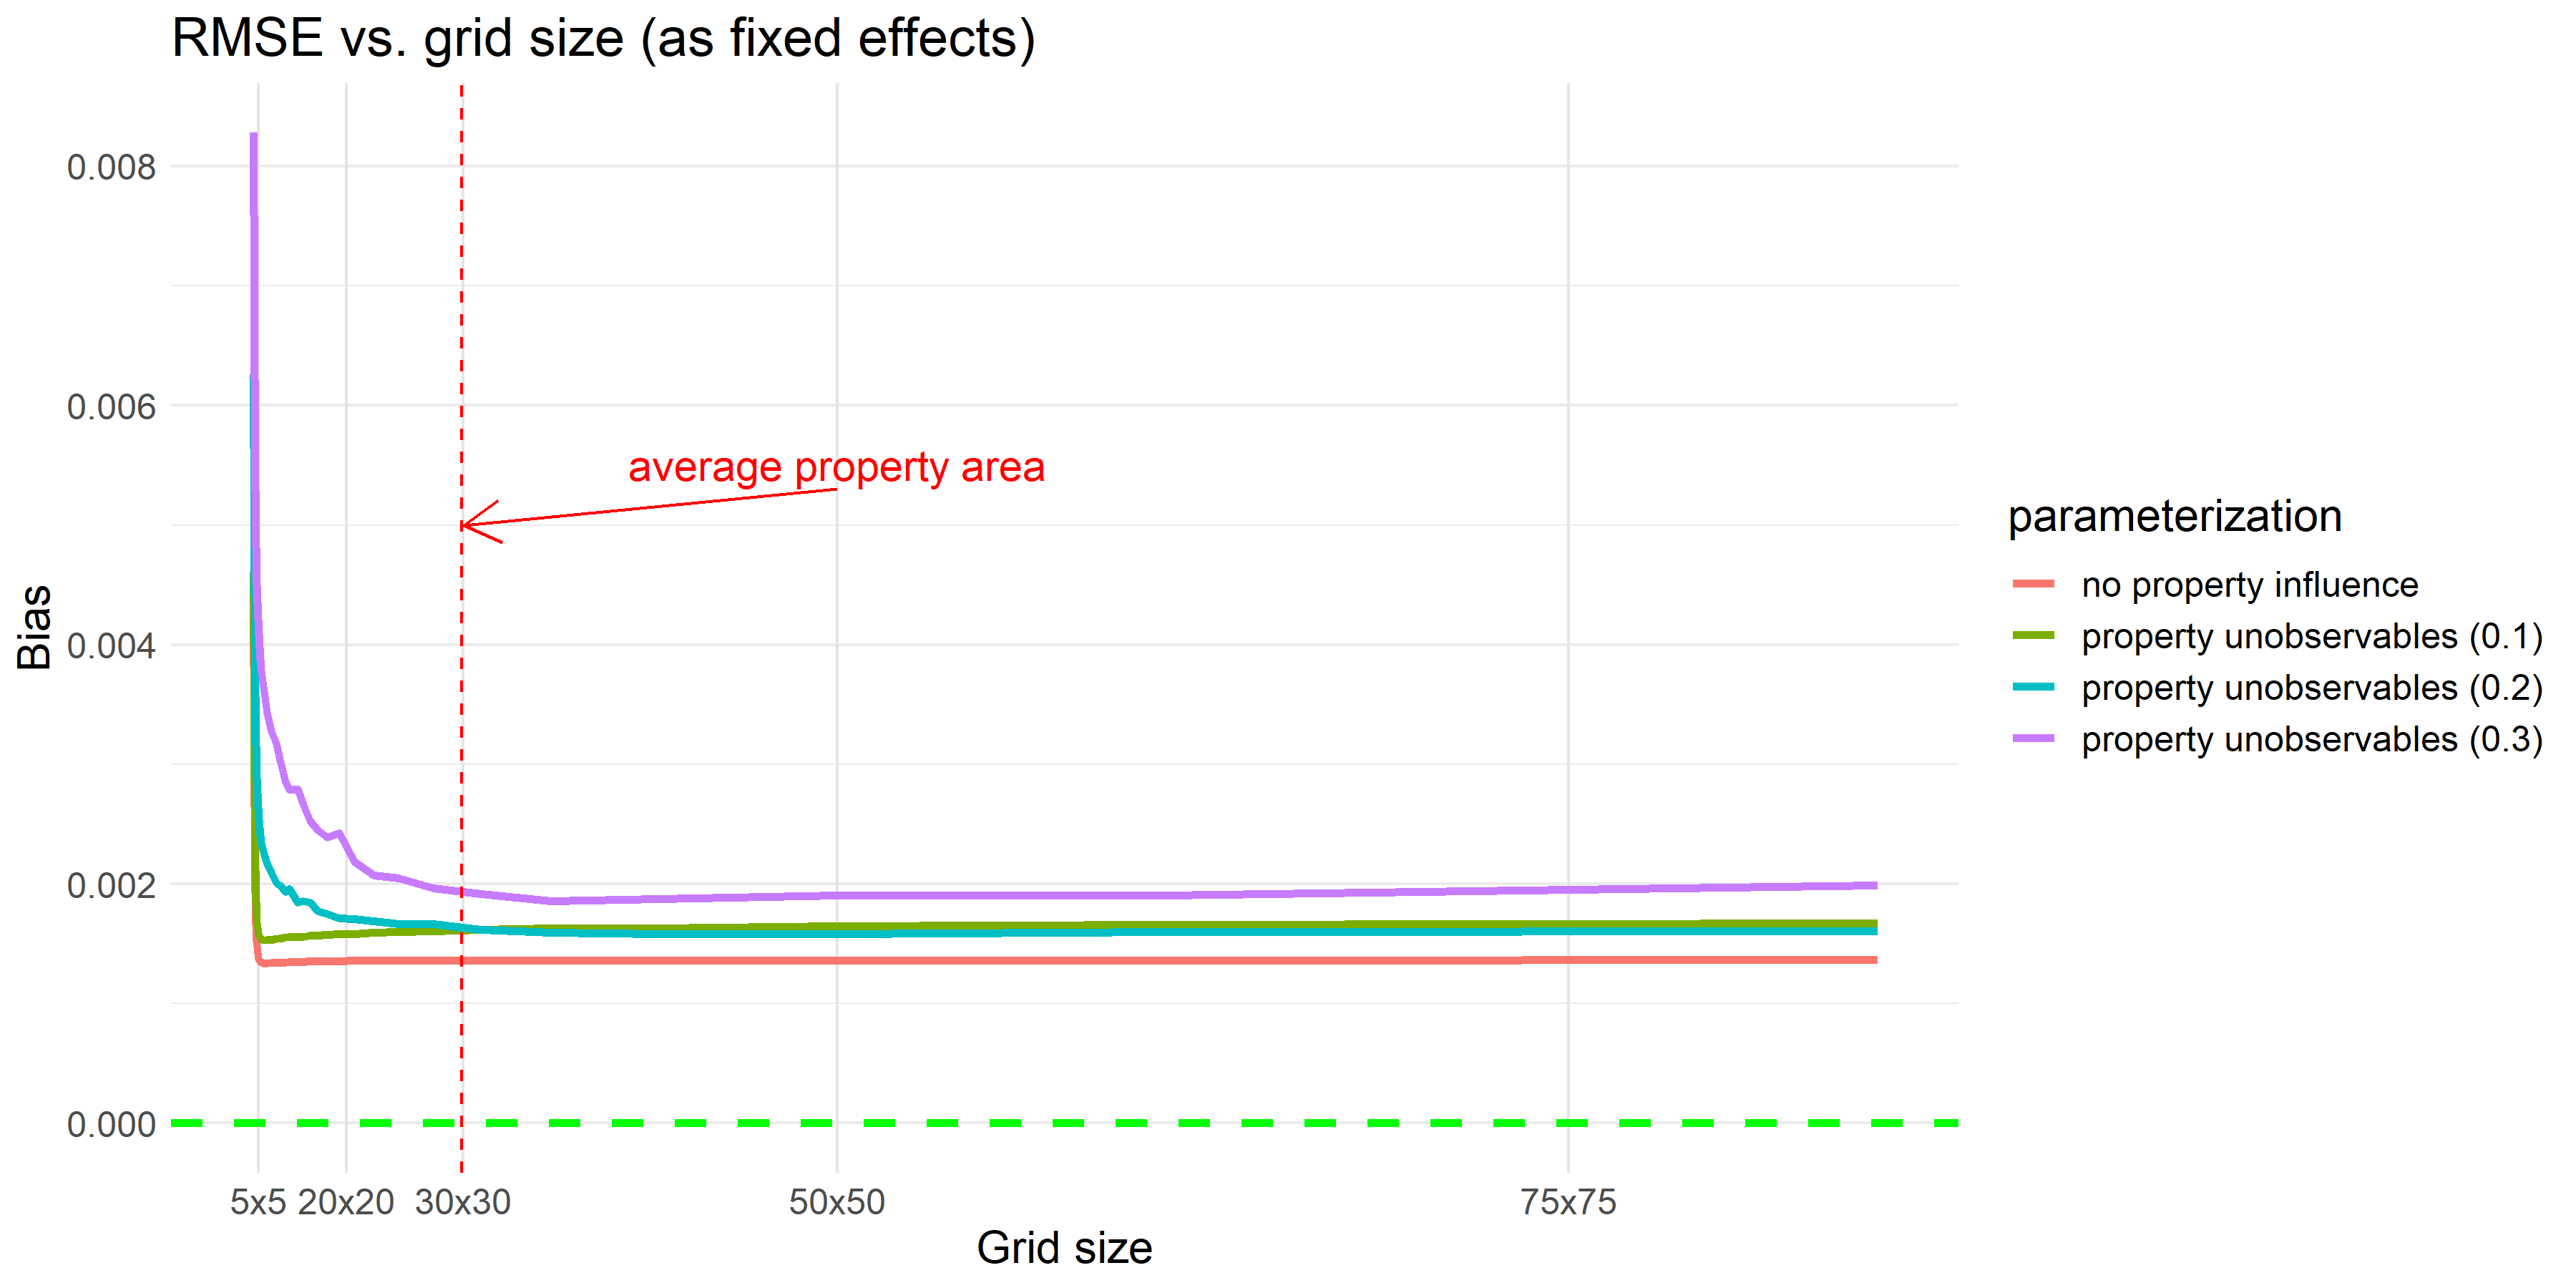 RMSE vs. grid size (as fixed effects)
0.008
0.006
0.004
0.002
0.000
Bias
average property area
5x5 20x20 30x30 50x50 75x75
Grid size
parameterization
no property influence
property unobservables (0.1)
property unobservables (0.2)
property unobservables (0.3)